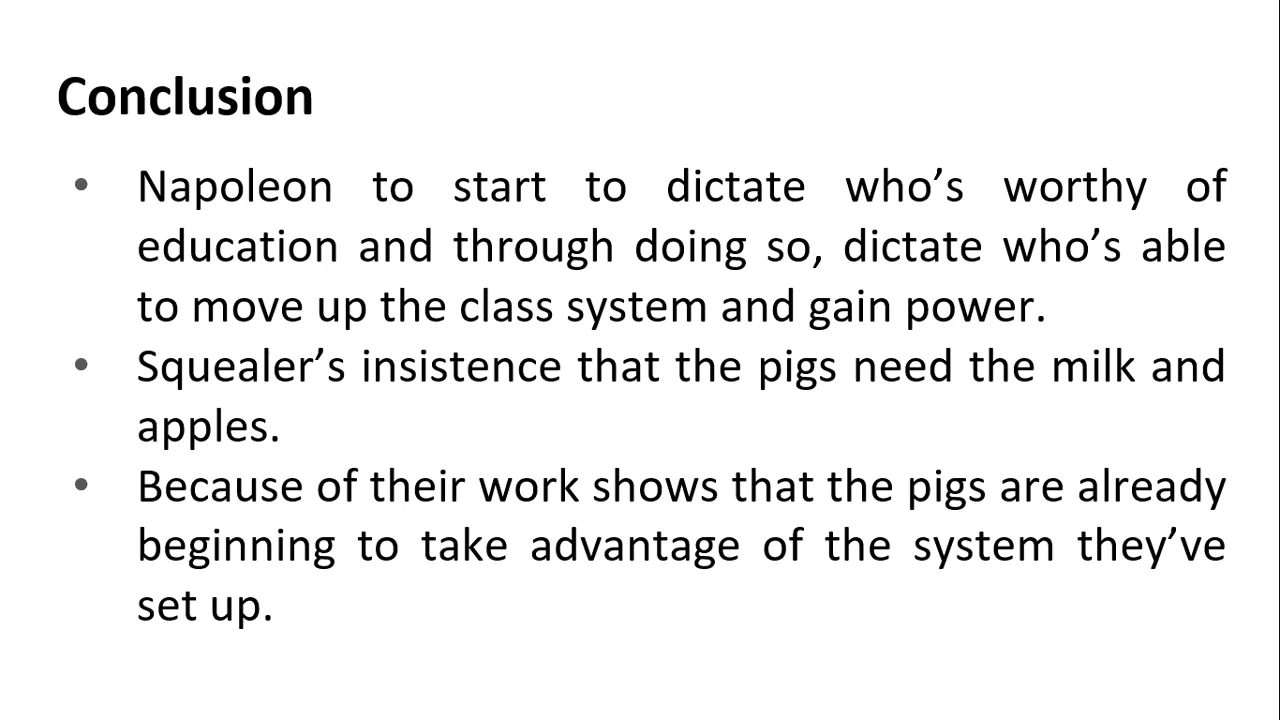 Conclusion
• Napoleon to start to dictate who’s worthy of
education and through doing so, dictate who’s able
to move up the class system and gain power.
• Squealer’s insistence that the pigs need the milk and
apples.
• Because of their work shows that the pigs are already
beginning to take advantage of the system they’ve
set up.